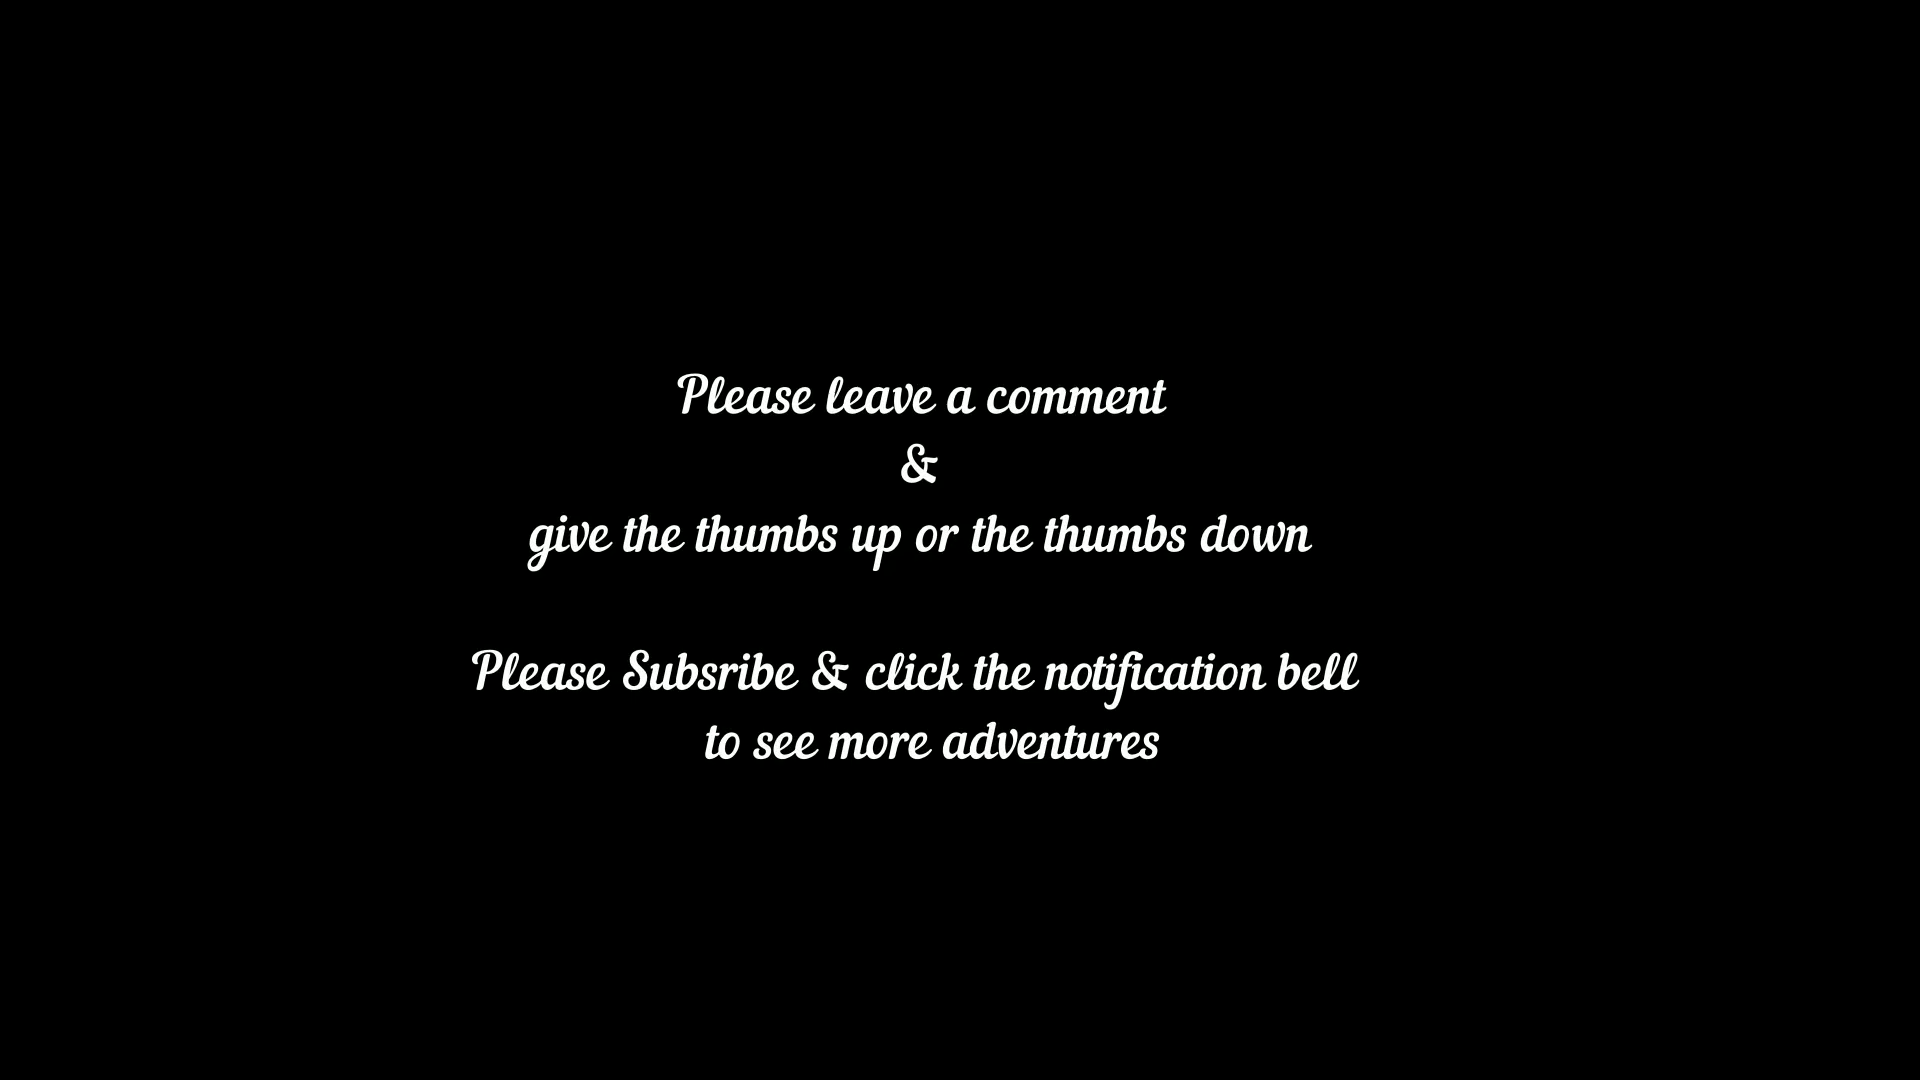 Please leave a comment
&
give the thumbs up or the thumbs down
Please Subsribe & click the notification bell
to see more adventures